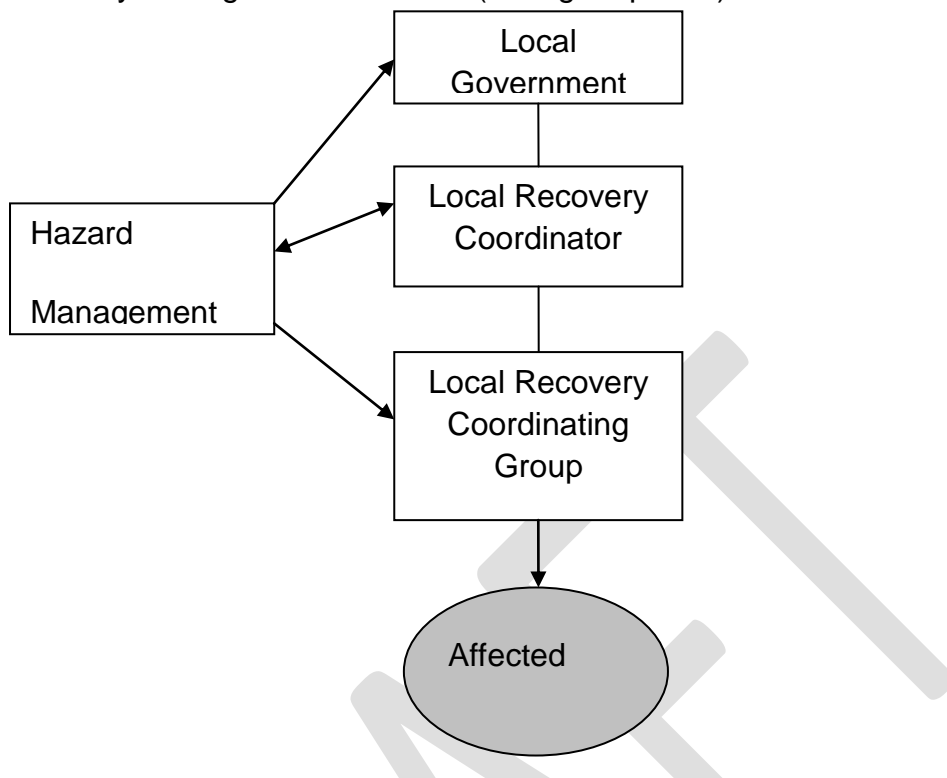 Local
Government
Local Recovery
Coordinator
Hazard
Management
Local Recovery
Coordinating
Group
Affected